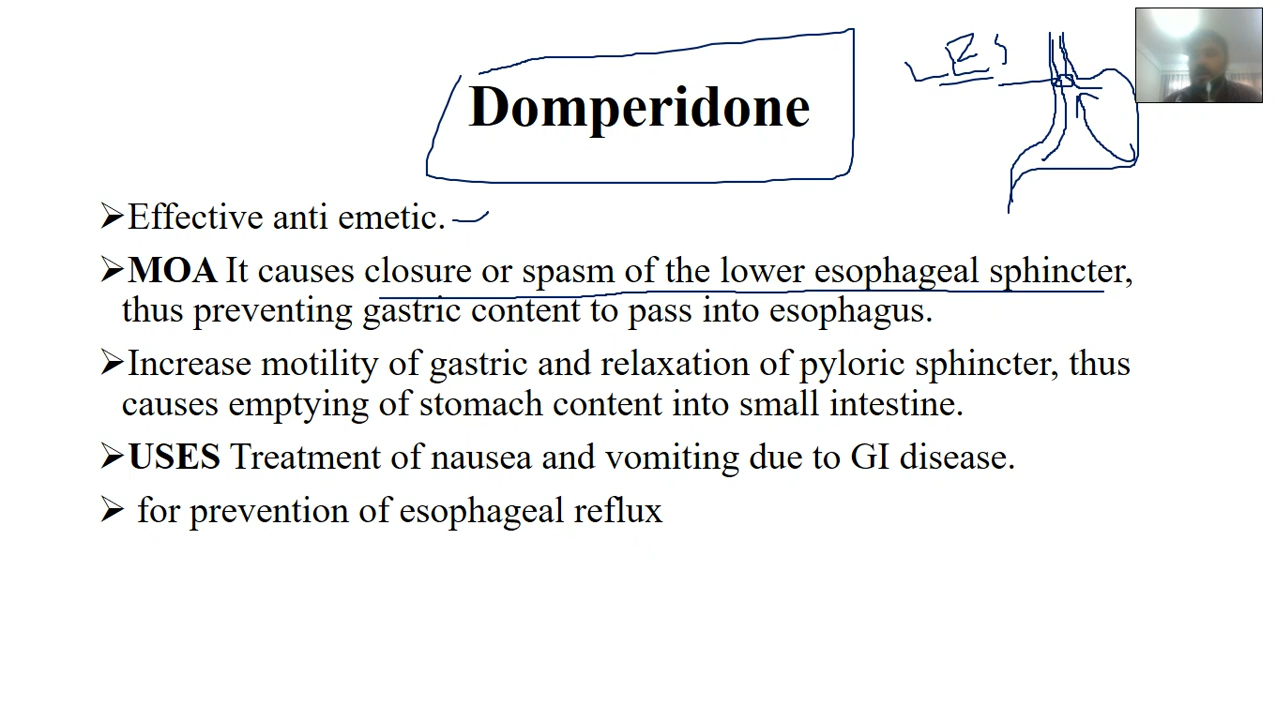 Domperidone
LES
➢Effective anti emetic.
➢MOA It causes closure or spasm of the lower esophageal sphincter,
thus preventing gastric content to pass into esophagus.
➢Increase motility of gastric and relaxation of pyloric sphincter, thus
causes emptying of stomach content into small intestine.
➢USES Treatment of nausea and vomiting due to GI disease.
➢ for prevention of esophageal reflux